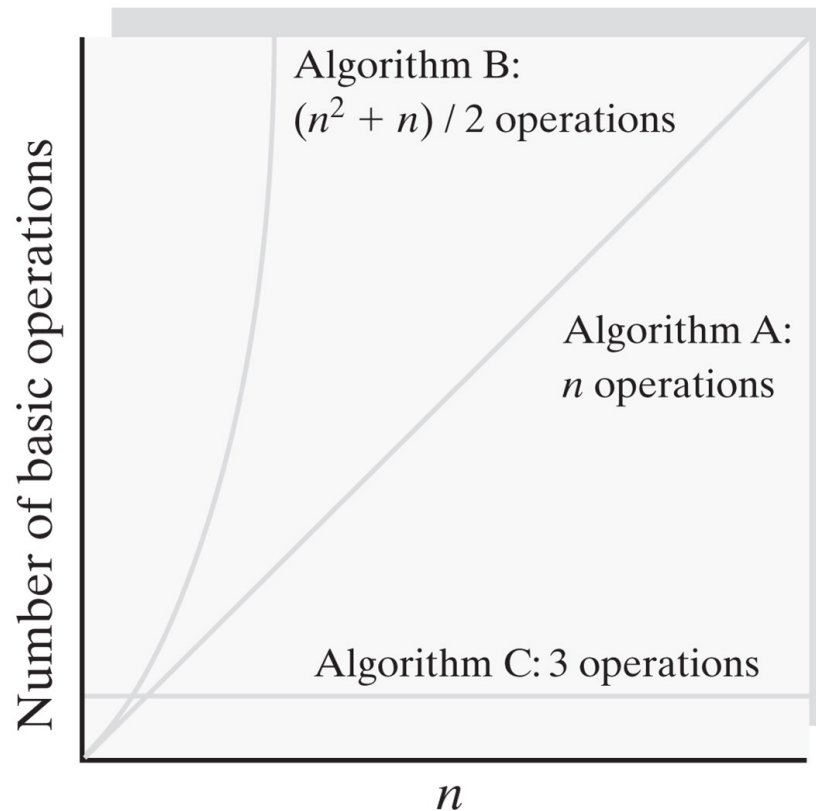 Number of basic operations
Algorithm B:
(n² + n) / 2 operations
Algorithm A:
n operations
Algorithm C: 3 operations
n